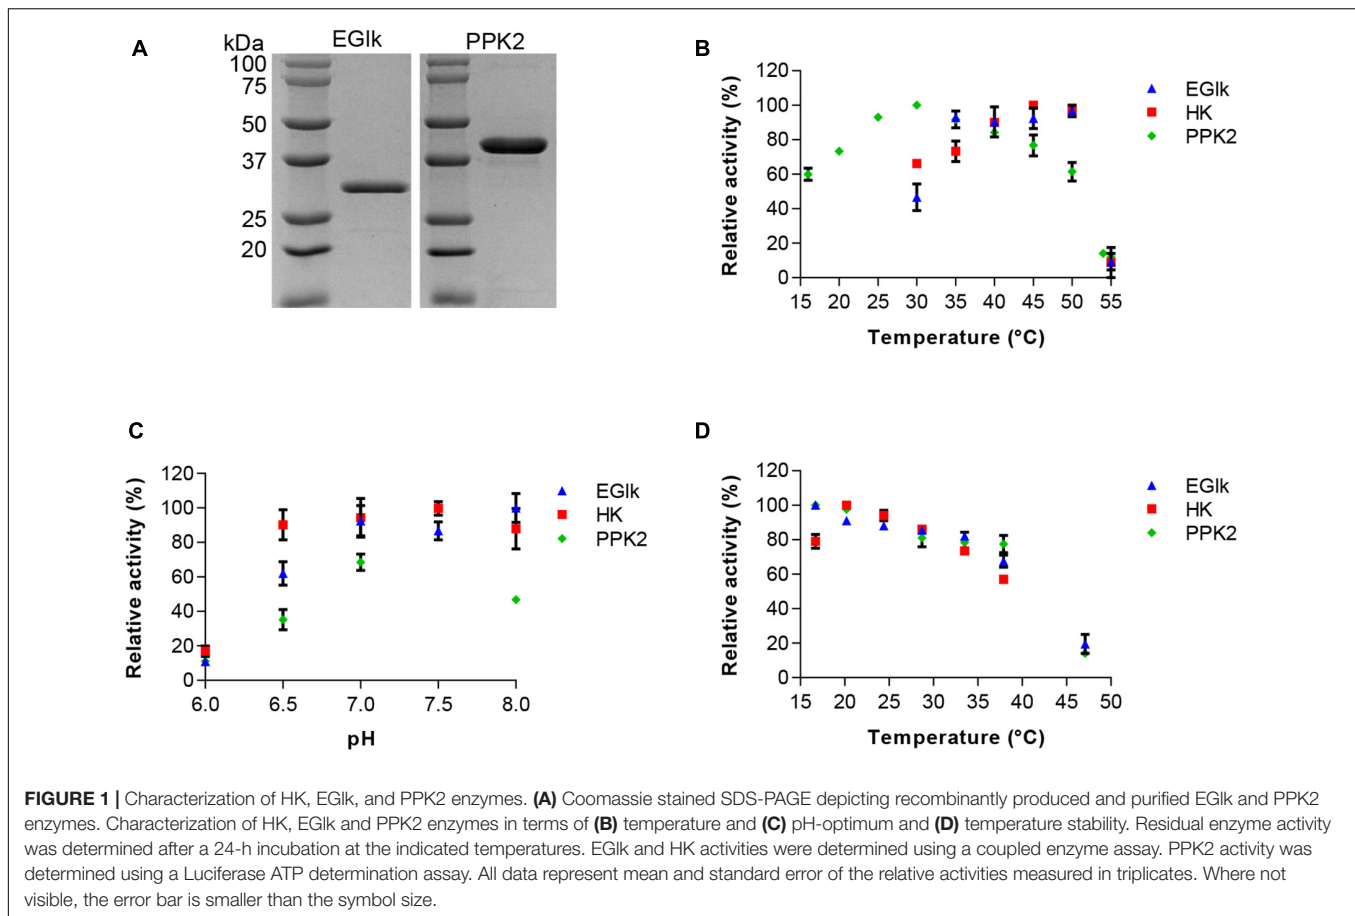 A
kDa
EGlk
PPK2
100
75
50
37
25
20
B
Relative activity (%)
120
100
80
60
40
20
0
15 20 25 30 35 40 45 50 55
Temperature (°C)
EGlk
HK
PPK2
C
Relative activity (%)
120
100
80
60
40
20
0
6.0 6.5 7.0 7.5 8.0
pH
EGlk
HK
PPK2
D
Relative activity (%)
120
100
80
60
40
20
0
15 20 25 30 35 40 45 50
Temperature (°C)
EGlk
HK
PPK2
FIGURE 1 | Characterization of HK, EGlk, and PPK2 enzymes. (A) Coomassie stained SDS-PAGE depicting recombinantly produced and purified EGlk and PPK2
enzymes. Characterization of HK, EGlk and PPK2 enzymes in terms of (B) temperature and (C) pH-optimum and (D) temperature stability. Residual enzyme activity
was determined after a 24-h incubation at the indicated temperatures. EGlk and HK activities were determined using a coupled enzyme assay. PPK2 activity was
determined using a Luciferase ATP determination assay. All data represent mean and standard error of the relative activities measured in triplicates. Where not
visible, the error bar is smaller than the symbol size.